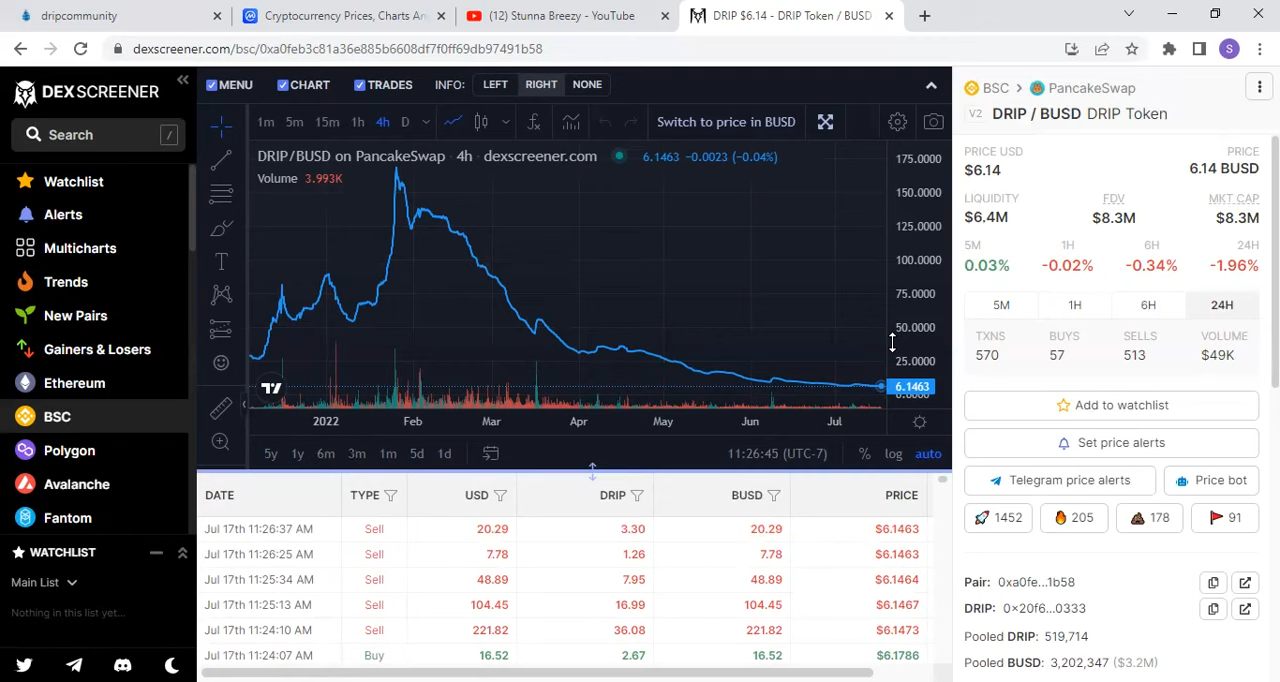 dripcommunity
Cryptocurrency Prices, Charts An
(12) Stunna Breezy - YouTube
DRIP $6.14 - DRIP Token / BUSD
dexscreener.com/bsc/0xa0feb3c81a36e885b6608df7f0ff69db97491b58
S
DEX SCREENER
Search
/
Watchlist
Alerts
Multicharts
Trends
New Pairs
Gainers & Losers
Ethereum
BSC
Polygon
Avalanche
Fantom
WATCHLIST
Main List
Nothing in this list yet...
MENU CHART TRADES INFO: LEFT RIGHT NONE
1m 5m 15m 1h 4h D Switch to price in BUSD
DRIP/BUSD on PancakeSwap · 4h · dexscreener.com 6.1463 −0.0023 (−0.04%)
Volume 3.993K
175.0000
150.0000
125.0000
100.0000
75.0000
50.0000
25.0000
6.1463
0.0000
2022 Feb Mar Apr May Jun Jul
5y 1y 6m 3m 1m 5d 1d 11:26:45 (UTC-7) % log auto
DATE TYPE USD DRIP BUSD PRICE
Jul 17th 11:26:37 AM Sell 20.29 3.30 20.29 $6.1463
Jul 17th 11:26:25 AM Sell 7.78 1.26 7.78 $6.1463
Jul 17th 11:25:34 AM Sell 48.89 7.95 48.89 $6.1464
Jul 17th 11:25:13 AM Sell 104.45 16.99 104.45 $6.1467
Jul 17th 11:24:10 AM Sell 221.82 36.08 221.82 $6.1473
Jul 17th 11:24:07 AM Buy 16.52 2.67 16.52 $6.1786
BSC > PancakeSwap
V2 DRIP / BUSD DRIP Token
PRICE USD PRICE
$6.14 6.14 BUSD
LIQUIDITY FDV MKT CAP
$6.4M $8.3M $8.3M
5M 1H 6H 24H
0.03% -0.02% -0.34% -1.96%
5M 1H 6H 24H
TXNS BUYS SELLS VOLUME
570 57 513 $49K
Add to watchlist
Set price alerts
Telegram price alerts Price bot
1452 205 178 91
Pair: 0xa0fe...1b58
DRIP: 0×20f6...0333
Pooled DRIP: 519,714
Pooled BUSD: 3,202,347 ($3.2M)